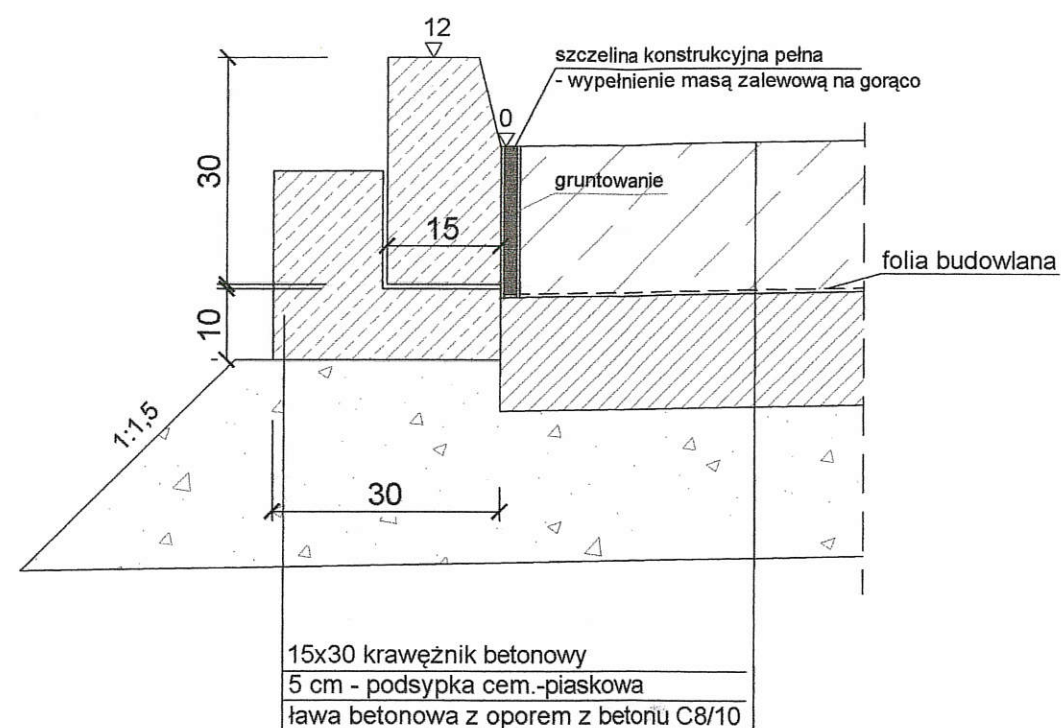 12
szczelina konstrukcyjna pełna
- wypełnienie masą zalewową na gorąco
0
30
gruntowanie
15
folia budowlana
10
1:1,5
30
15x30 krawężnik betonowy
5 cm - podsypka cem.-piaskowa
ława betonowa z oporem z betonu C8/10